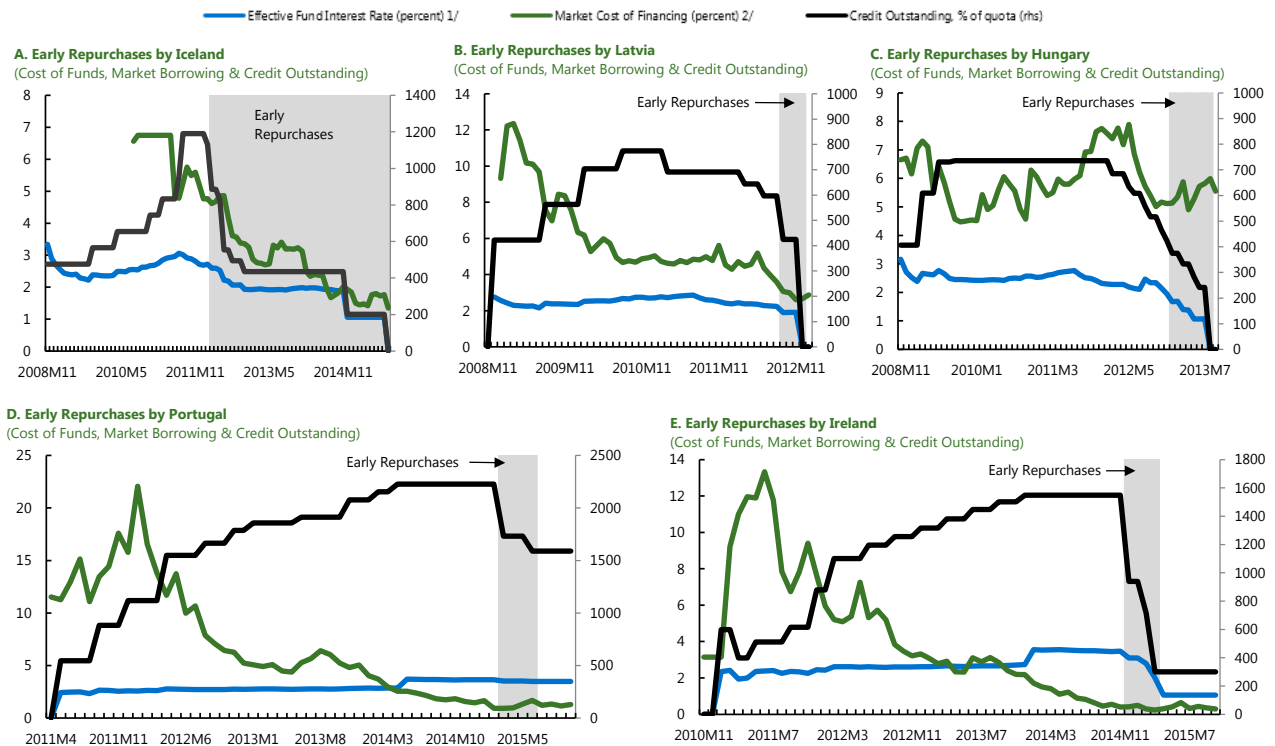 Effective Fund Interest Rate (percent) 1/ Market Cost of Financing (percent) 2/ Credit Outstanding, % of quota (rhs)
A. Early Repurchases by Iceland
(Cost of Funds, Market Borrowing & Credit Outstanding)
8 1400
7 1200
6 1000
5 800
4 600
3 400
2 200
1 0
0
Early
Repurchases
2008M11 2010M5 2011M11 2013M5 2014M11
B. Early Repurchases by Latvia
(Cost of Funds, Market Borrowing & Credit Outstanding)
14 1000
12 900
10 800
8 700
6 600
4 500
2 400
0 300
200
100
0
Early Repurchases
2008M11 2009M11 2010M11 2011M11 2012M11
C. Early Repurchases by Hungary
(Cost of Funds, Market Borrowing & Credit Outstanding)
9 1000
8 900
7 800
6 700
5 600
4 500
3 400
2 300
1 200
0 100
0
Early Repurchases
2008M11 2010M1 2011M3 2012M5 2013M7
D. Early Repurchases by Portugal
(Cost of Funds, Market Borrowing & Credit Outstanding)
25 2500
20 2000
15 1500
10 1000
5 500
0 0
Early Repurchases
2011M4 2011M11 2012M6 2013M1 2013M8 2014M3 2014M10 2015M5
E. Early Repurchases by Ireland
(Cost of Funds, Market Borrowing & Credit Outstanding)
14 1800
12 1600
10 1400
8 1200
6 1000
4 800
2 600
0 400
200
0
Early Repurchases
2010M11 2011M7 2012M3 2012M11 2013M7 2014M3 2014M11 2015M7